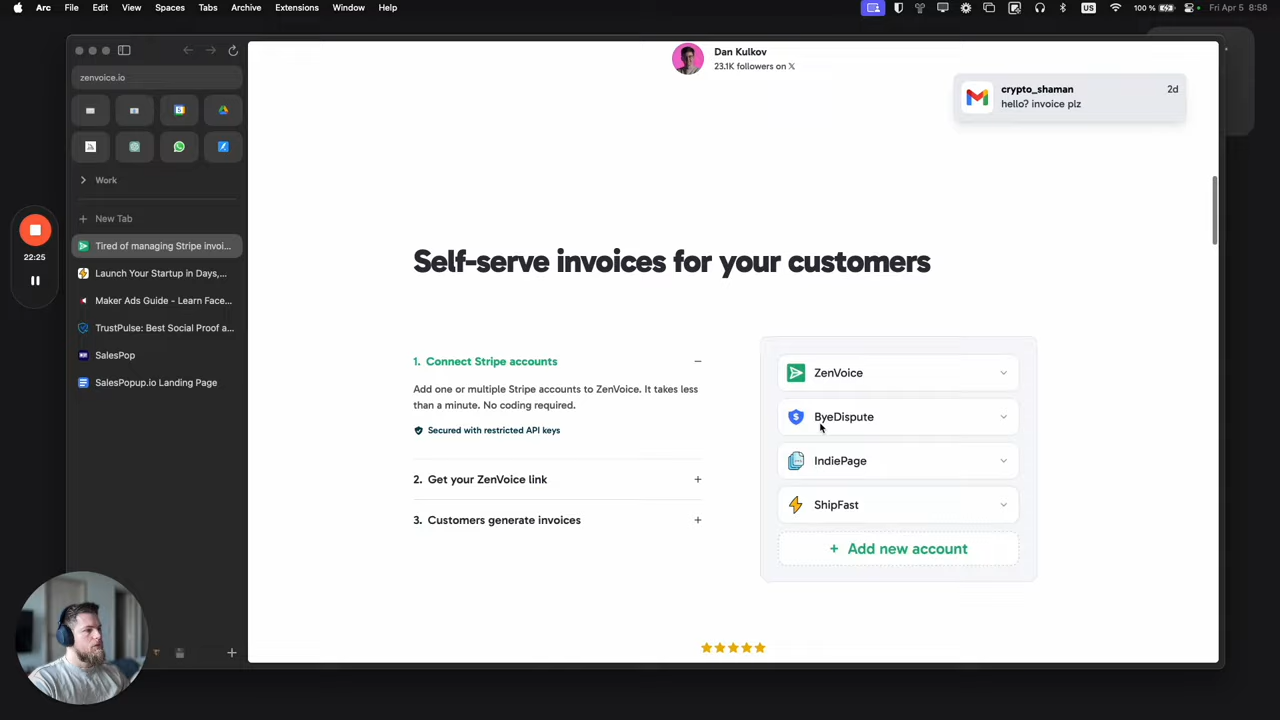 Arc File Edit View Spaces Tabs Archive Extensions Window Help
US 100 % Fri Apr 5 8:58
zenvoice.io
Work
New Tab
Tired of managing Stripe invoi...
Launch Your Startup in Days,...
Maker Ads Guide - Learn Face...
TrustPulse: Best Social Proof a...
SalesPop
SalesPopup.io Landing Page
22:25
Dan Kulkov
23.1K followers on X
crypto_shaman 2d
hello? invoice plz
Self-serve invoices for your customers
1. Connect Stripe accounts
Add one or multiple Stripe accounts to ZenVoice. It takes less
than a minute. No coding required.
Secured with restricted API keys
2. Get your ZenVoice link
3. Customers generate invoices
ZenVoice
ByeDispute
IndiePage
ShipFast
+ Add new account